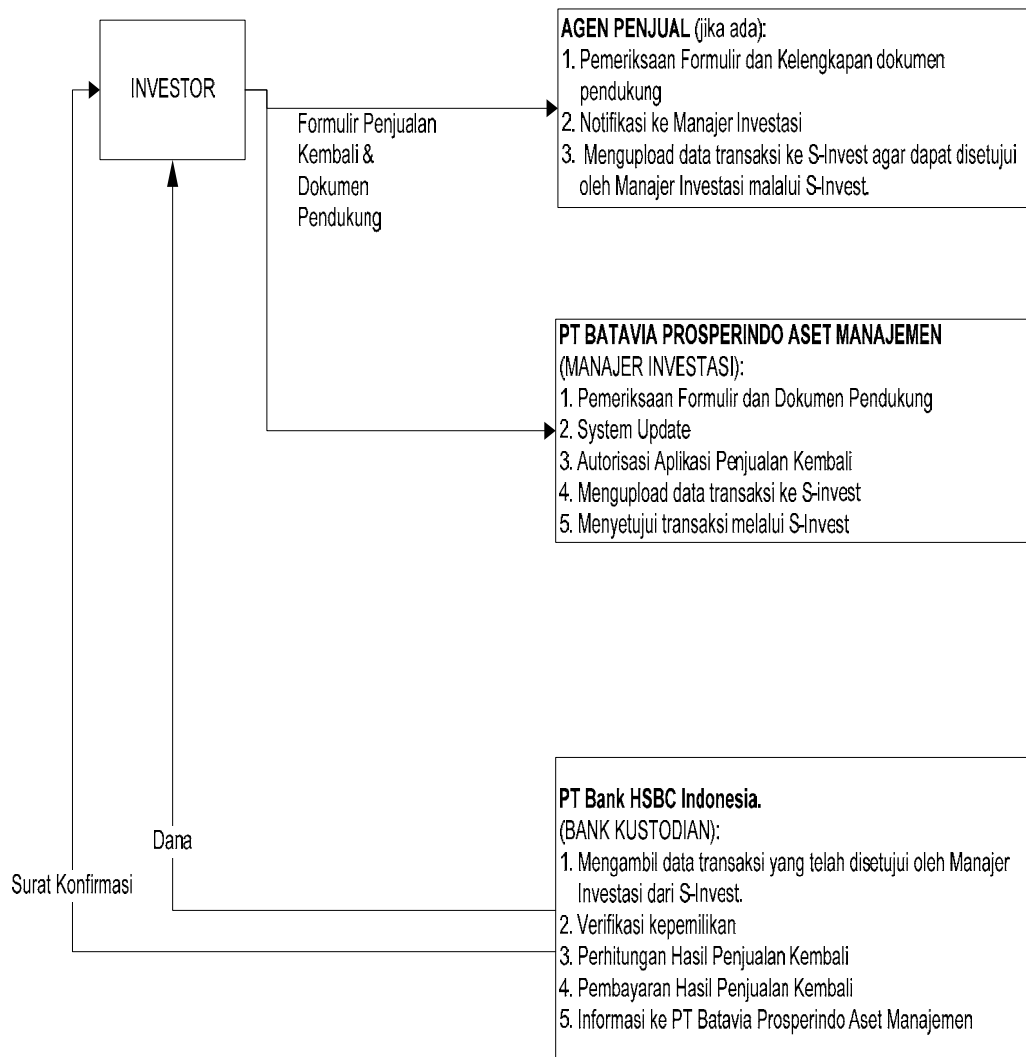 INVESTOR
Formulir Penjualan
Kembali &
Dokumen
Pendukung
AGEN PENJUAL (jika ada):
1. Pemeriksaan Formulir dan Kelengkapan dokumen
pendukung
2. Notifikasi ke Manajer Investasi
3. Mengupload data transaksi ke S-Invest agar dapat disetujui
oleh Manajer Investasi malalui S-Invest.
PT BATAVIA PROSPERINDO ASET MANAJEMEN
(MANAJER INVESTASI):
1. Pemeriksaan Formulir dan Dokumen Pendukung
2. System Update
3. Autorisasi Aplikasi Penjualan Kembali
4. Mengupload data transaksi ke S-invest
5. Menyetujui transaksi melalui S-Invest
Dana
Surat Konfirmasi
PT Bank HSBC Indonesia.
(BANK KUSTODIAN):
1. Mengambil data transaksi yang telah disetujui oleh Manajer
Investasi dari S-Invest.
2. Verifikasi kepemilikan
3. Perhitungan Hasil Penjualan Kembali
4. Pembayaran Hasil Penjualan Kembali
5. Informasi ke PT Batavia Prosperindo Aset Manajemen